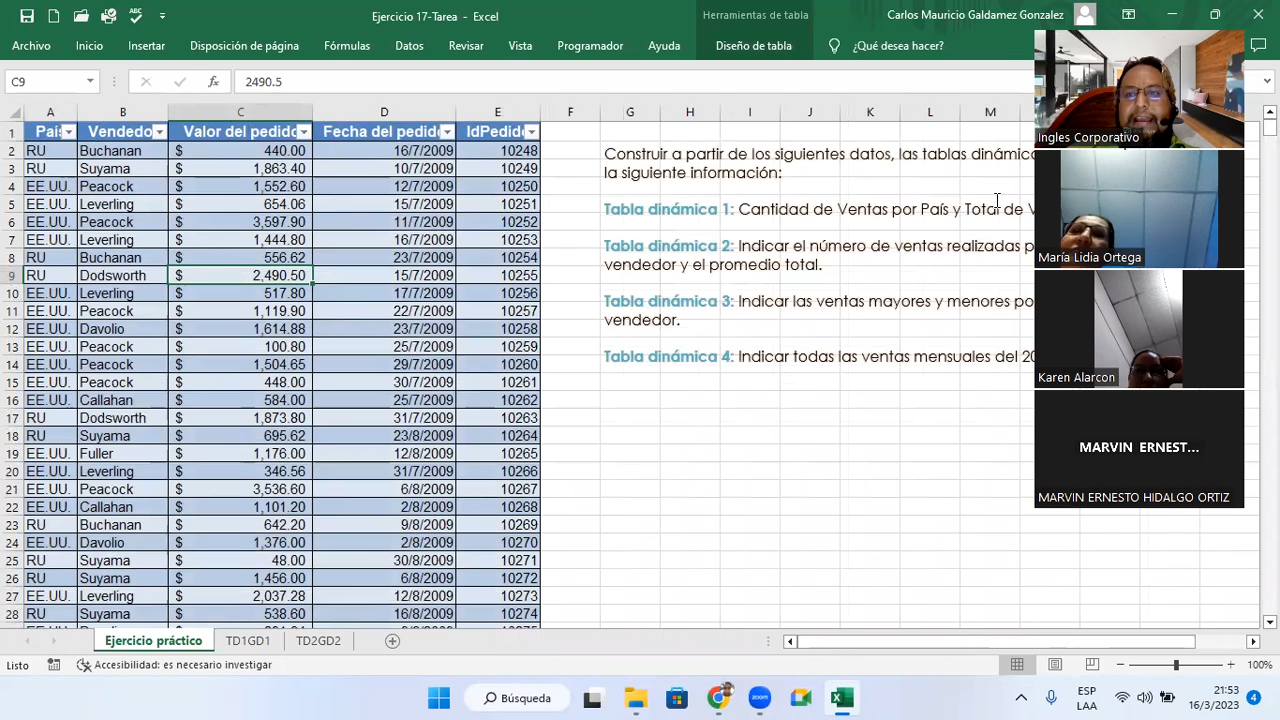 Ejercicio 17-Tarea - Excel
Herramientas de tabla
Carlos Mauricio Galdamez Gonzalez
Archivo Inicio Insertar Disposición de página Fórmulas Datos Revisar Vista Programador Ayuda Diseño de tabla ¿Qué desea hacer?
C9 fx 2490.5
A B C D E F G H I J K L M
1 País Vendedo Valor del pedido Fecha del pedido IdPedido
2 RU Buchanan $ 440.00 16/7/2009 10248
3 RU Suyama $ 1,863.40 10/7/2009 10249
4 EE.UU. Peacock $ 1,552.60 12/7/2009 10250
5 EE.UU. Leverling $ 654.06 15/7/2009 10251
6 EE.UU. Peacock $ 3,597.90 11/7/2009 10252
7 EE.UU. Leverling $ 1,444.80 16/7/2009 10253
8 RU Buchanan $ 556.62 23/7/2009 10254
9 RU Dodsworth $ 2,490.50 15/7/2009 10255
10 EE.UU. Leverling $ 517.80 17/7/2009 10256
11 EE.UU. Peacock $ 1,119.90 22/7/2009 10257
12 EE.UU. Davolio $ 1,614.88 23/7/2009 10258
13 EE.UU. Peacock $ 100.80 25/7/2009 10259
14 EE.UU. Peacock $ 1,504.65 29/7/2009 10260
15 EE.UU. Peacock $ 448.00 30/7/2009 10261
16 EE.UU. Callahan $ 584.00 25/7/2009 10262
17 RU Dodsworth $ 1,873.80 31/7/2009 10263
18 RU Suyama $ 695.62 23/8/2009 10264
19 EE.UU. Fuller $ 1,176.00 12/8/2009 10265
20 EE.UU. Leverling $ 346.56 31/7/2009 10266
21 EE.UU. Peacock $ 3,536.60 6/8/2009 10267
22 EE.UU. Callahan $ 1,101.20 2/8/2009 10268
23 RU Buchanan $ 642.20 9/8/2009 10269
24 EE.UU. Davolio $ 1,376.00 2/8/2009 10270
25 RU Suyama $ 48.00 30/8/2009 10271
26 RU Suyama $ 1,456.00 6/8/2009 10272
27 EE.UU. Leverling $ 2,037.28 12/8/2009 10273
28 RU Suyama $ 538.60 16/8/2009 10274
Construir a partir de los siguientes datos, las tablas dinámic
la siguiente información:
Tabla dinámica 1: Cantidad de Ventas por País y Total de V
Tabla dinámica 2: Indicar el número de ventas realizadas p
vendedor y el promedio total.
Tabla dinámica 3: Indicar las ventas mayores y menores po
vendedor.
Tabla dinámica 4: Indicar todas las ventas mensuales del 20
Ingles Corporativo
María Lidia Ortega
Karen Alarcon
MARVIN ERNEST...
MARVIN ERNESTO HIDALGO ORTIZ
Ejercicio práctico TD1GD1 TD2GD2
Listo Accesibilidad: es necesario investigar 100%
Búsqueda
zoom
ESP
LAA
21:53
16/3/2023
4